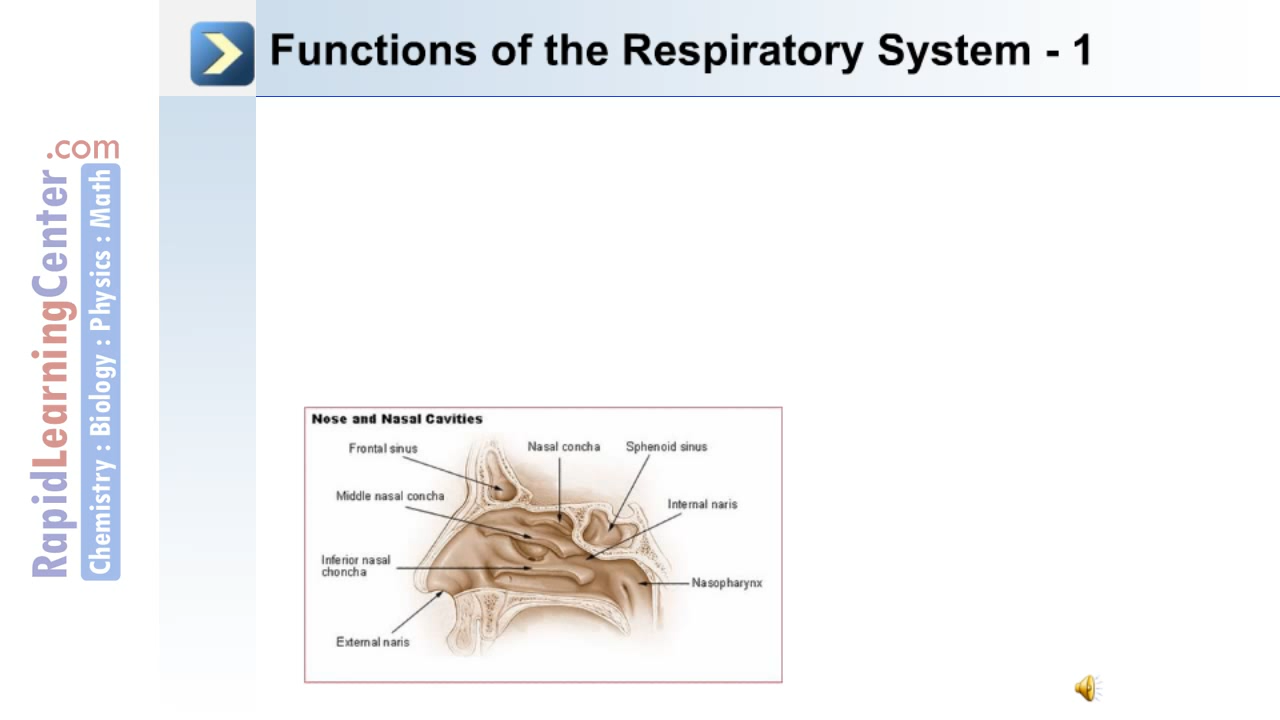 Functions of the Respiratory System - 1
.com
RapidLearningCenter
Chemistry : Biology : Physics : Math
Nose and Nasal Cavities
Frontal sinus
Nasal concha
Sphenoid sinus
Middle nasal concha
Internal naris
Inferior nasal
choncha
Nasopharynx
External naris